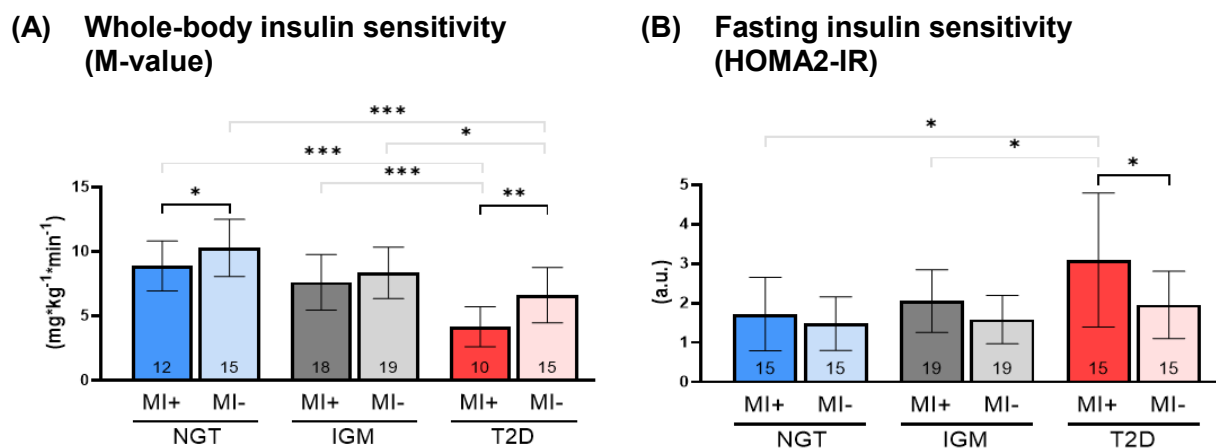 (A) Whole-body insulin sensitivity
(M-value)
***
*
***
***
*
**
15
10
5
0
(mg*kg⁻¹*min⁻¹)
12 15 18 19 10 15
MI+ MI- MI+ MI- MI+ MI-
NGT IGM T2D
(B) Fasting insulin sensitivity
(HOMA2-IR)
*
*
*
5
4
3
2
1
0
(a.u.)
15 15 19 19 15 15
MI+ MI- MI+ MI- MI+ MI-
NGT IGM T2D